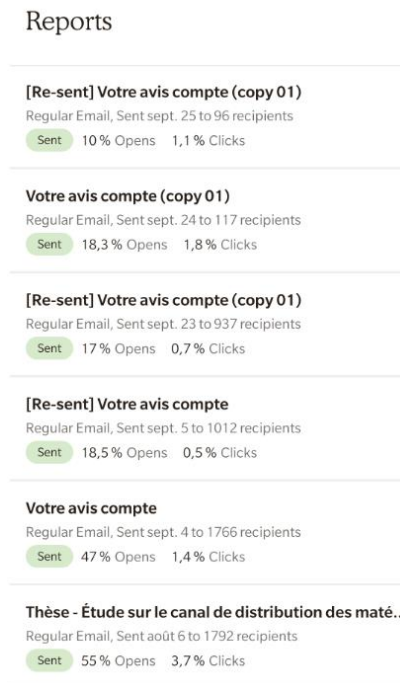 Reports
[Re-sent] Votre avis compte (copy 01)
Regular Email, Sent sept. 25 to 96 recipients
Sent 10 % Opens 1,1 % Clicks
Votre avis compte (copy 01)
Regular Email, Sent sept. 24 to 117 recipients
Sent 18,3 % Opens 1,8 % Clicks
[Re-sent] Votre avis compte (copy 01)
Regular Email, Sent sept. 23 to 937 recipients
Sent 17 % Opens 0,7 % Clicks
[Re-sent] Votre avis compte
Regular Email, Sent sept. 5 to 1012 recipients
Sent 18,5 % Opens 0,5 % Clicks
Votre avis compte
Regular Email, Sent sept. 4 to 1766 recipients
Sent 47 % Opens 1,4 % Clicks
Thèse - Étude sur le canal de distribution des maté..
Regular Email, Sent août 6 to 1792 recipients
Sent 55 % Opens 3,7 % Clicks